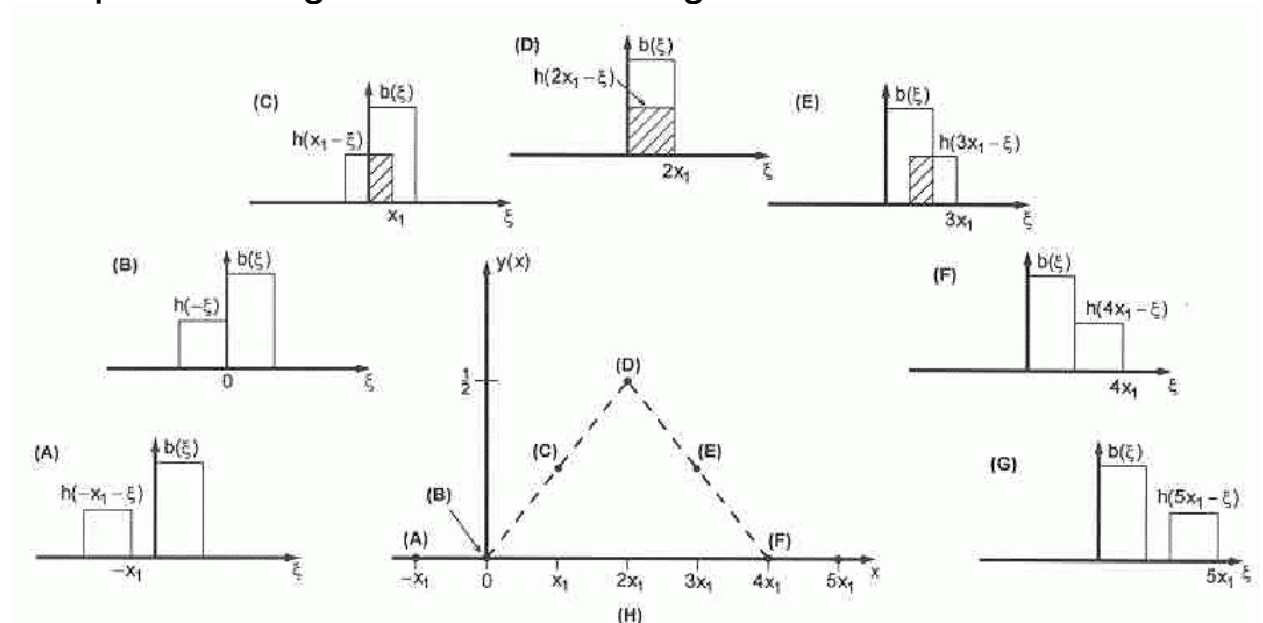 (D)
b(ξ)
h(2x₁–ξ)
2x₁
ξ
(C)
b(ξ)
h(x₁–ξ)
x₁
ξ
(E)
b(ξ)
h(3x₁–ξ)
3x₁
ξ
(B)
b(ξ)
h(–ξ)
0
ξ
(F)
b(ξ)
h(4x₁–ξ)
4x₁
ξ
(A)
b(ξ)
h(–x₁–ξ)
–x₁
ξ
(G)
b(ξ)
h(5x₁–ξ)
5x₁
ξ
y(x)
(D)
(C)
(E)
(B)
(A)
(F)
–x₁ 0 x₁ 2x₁ 3x₁ 4x₁ 5x₁ x
(H)